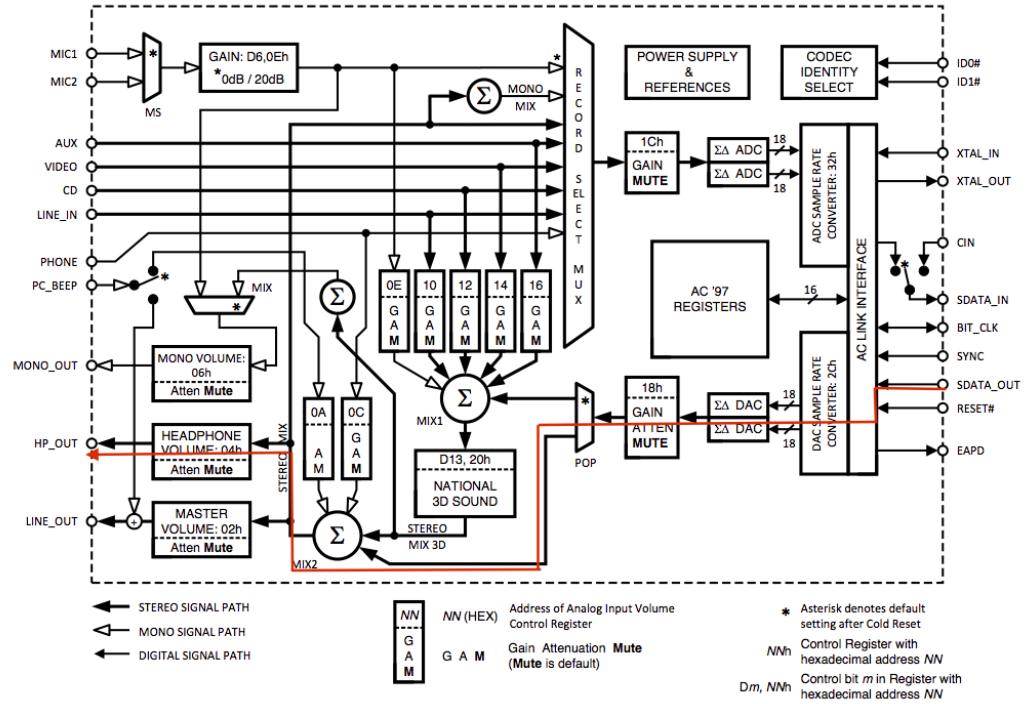 MIC1
MIC2
*
MS
GAIN: D6,0Eh
*0dB / 20dB
*
RECORD SELECT MUX
Σ
MONO
MIX
POWER SUPPLY
&
REFERENCES
CODEC
IDENTITY
SELECT
ID0#
ID1#
AUX
VIDEO
CD
LINE_IN
PHONE
PC_BEEP
*
1Ch
GAIN
MUTE
ΣΔ ADC
ΣΔ ADC
18
18
ADC SAMPLE RATE
CONVERTER: 32h
AC LINK INTERFACE
XTAL_IN
XTAL_OUT
CIN
*
SDATA_IN
BIT_CLK
SYNC
SDATA_OUT
RESET#
EAPD
MIX
*
Σ
0E
G
A
M
10
G
A
M
12
G
A
M
14
G
A
M
16
G
A
M
AC '97
REGISTERS
16
MONO_OUT
MONO VOLUME:
06h
Atten Mute
Σ
MIX1
*
POP
18h
GAIN
ATTEN
MUTE
ΣΔ DAC
ΣΔ DAC
18
18
DAC SAMPLE RATE
CONVERTER: 2Ch
0A
A
M
0C
G
A
M
HP_OUT
HEADPHONE
VOLUME: 04h
Atten Mute
STEREO MIX
D13, 20h
NATIONAL
3D SOUND
LINE_OUT
+
MASTER
VOLUME: 02h
Atten Mute
Σ
MIX2
STEREO
MIX 3D
STEREO SIGNAL PATH
MONO SIGNAL PATH
DIGITAL SIGNAL PATH
NN
G
A
M
NN (HEX)
Address of Analog Input Volume
Control Register
G A M
Gain Attenuation Mute
(Mute is default)
*
Asterisk denotes default
setting after Cold Reset
NNh
Control Register with
hexadecimal address NN
Dm, NNh
Control bit m in Register with
hexadecimal address NN